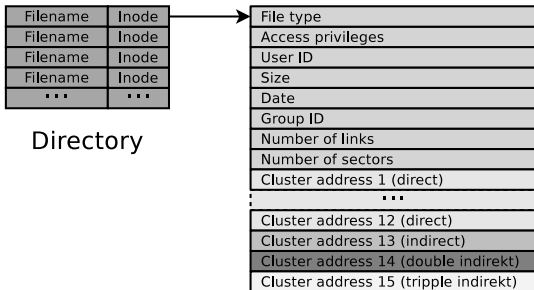 Filename Inode
Filename Inode
Filename Inode
Filename Inode
... ...
Directory
File type
Access privileges
User ID
Size
Date
Group ID
Number of links
Number of sectors
Cluster address 1 (direct)
...
Cluster address 12 (direct)
Cluster address 13 (indirect)
Cluster address 14 (double indirekt)
Cluster address 15 (tripple indirekt)